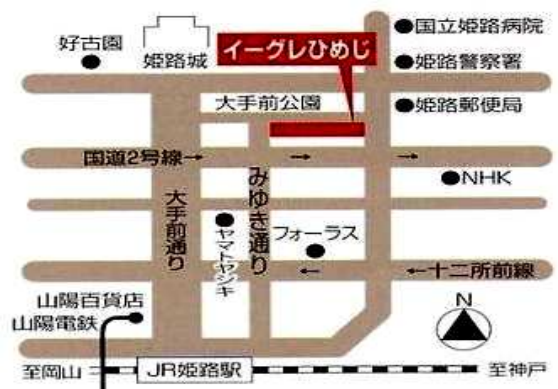 国立姫路病院
好古園
姫路城
イーグレひめじ
姫路警察署
大手前公園
姫路郵便局
国道2号線→
→
→
NHK
大手前通り
みゆき通り
ヤマトヤシキ
フォーラス
←
←十二所前線
山陽百貨店
山陽電鉄
N
至岡山
JR姫路駅
至神戸